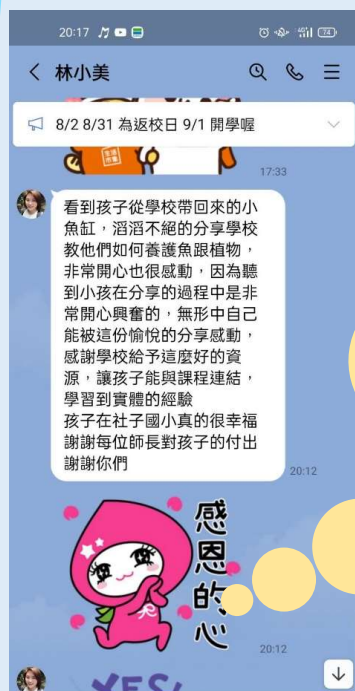 20:17
74
林小美
8/2 8/31 為返校日 9/1 開學喔
17:33
看到孩子從學校帶回來的小
魚缸，滔滔不絕的分享學校
教他們如何養護魚跟植物，
非常開心也很感動，因為聽
到小孩在分享的過程中是非
常開心興奮的，無形中自己
能被這份愉悅的分享感動，
感謝學校給予這麼好的資
源，讓孩子能與課程連結，
學習到實體的經驗
孩子在社子國小真的很幸福
謝謝每位師長對孩子的付出
謝謝你們
20:12
感恩的心
20:12
YES!